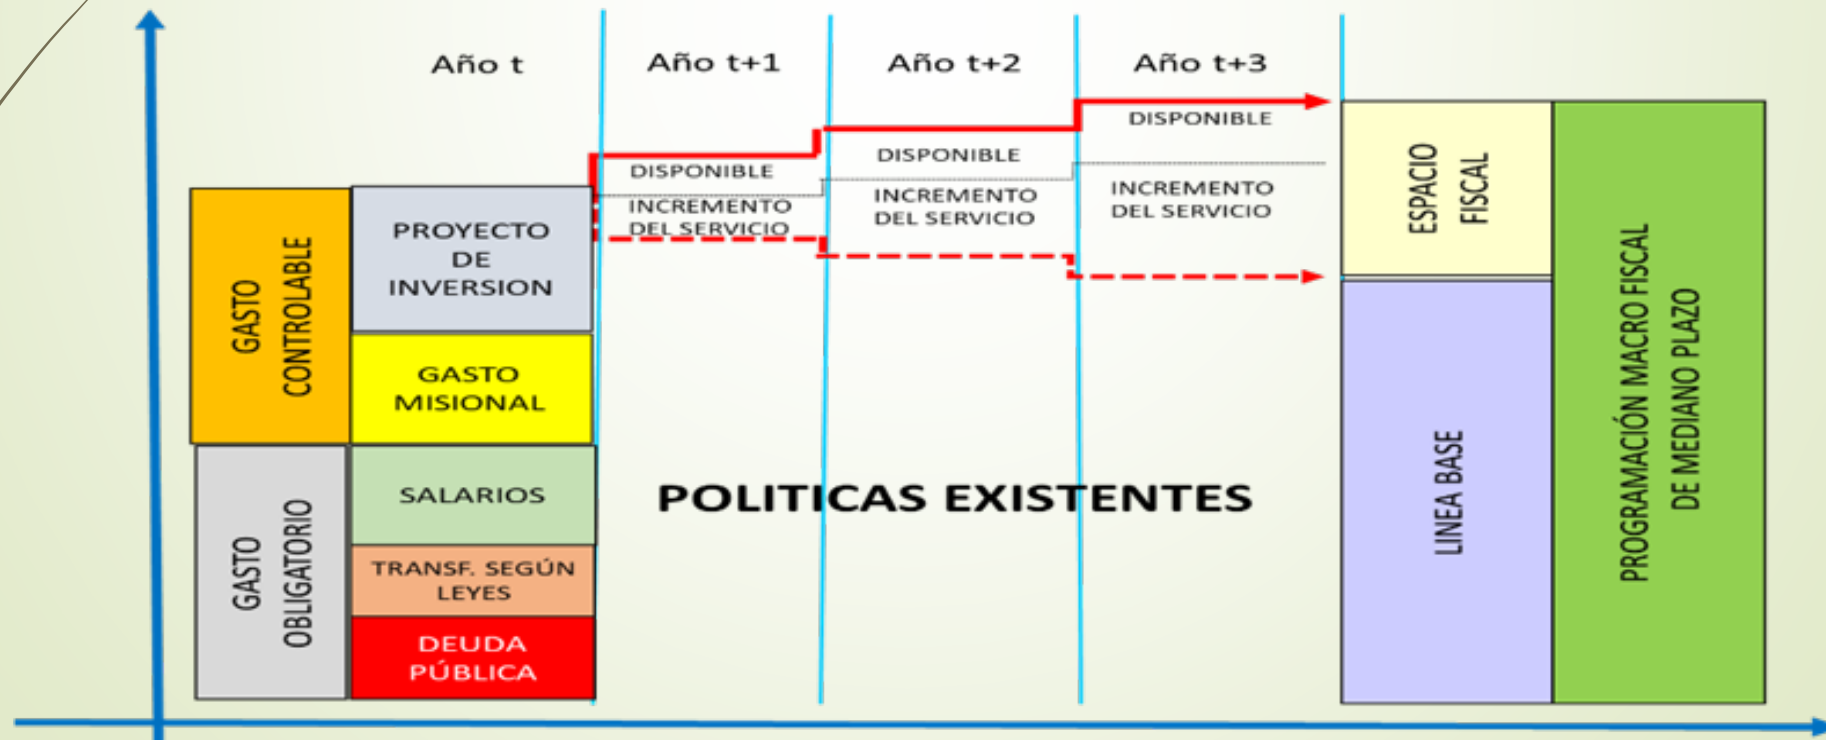 Año t
Año t+1
Año t+2
Año t+3
DISPONIBLE
INCREMENTO
DEL SERVICIO
DISPONIBLE
INCREMENTO
DEL SERVICIO
DISPONIBLE
INCREMENTO
DEL SERVICIO
GASTO
CONTROLABLE
PROYECTO
DE
INVERSION
GASTO
MISIONAL
GASTO
OBLIGATORIO
SALARIOS
TRANSF. SEGÚN
LEYES
DEUDA
PÚBLICA
POLITICAS EXISTENTES
ESPACIO
FISCAL
LINEA BASE
PROGRAMACIÓN MACRO FISCAL
DE MEDIANO PLAZO